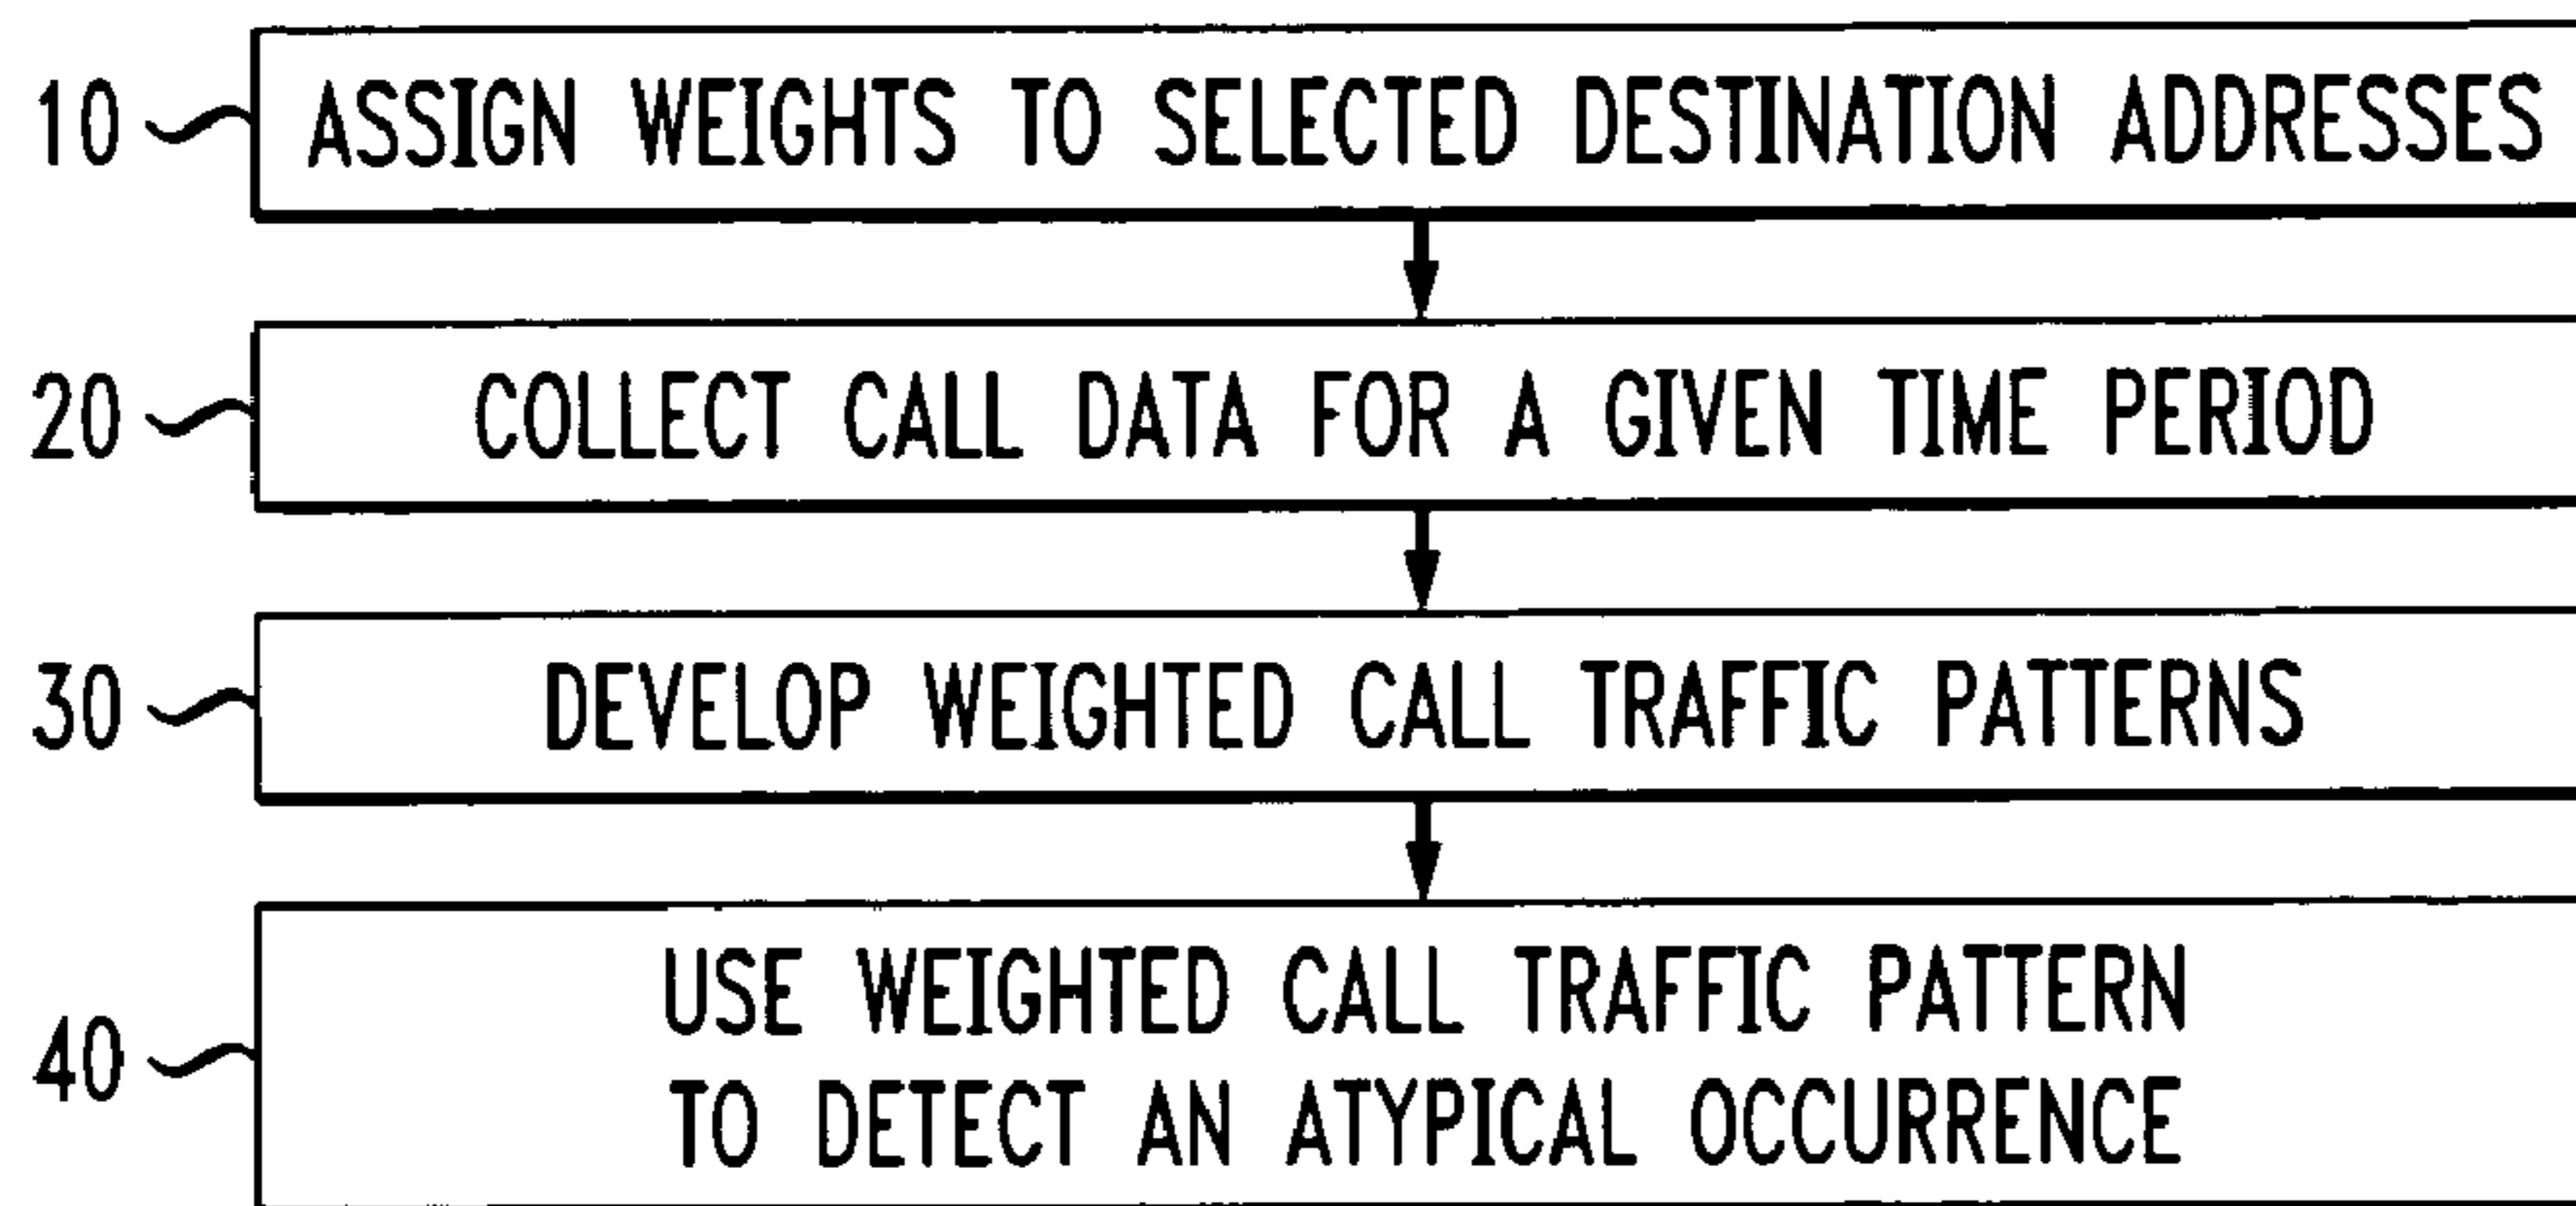 10 ASSIGN WEIGHTS TO SELECTED DESTINATION ADDRESSES
20 COLLECT CALL DATA FOR A GIVEN TIME PERIOD
30 DEVELOP WEIGHTED CALL TRAFFIC PATTERNS
40 USE WEIGHTED CALL TRAFFIC PATTERN
TO DETECT AN ATYPICAL OCCURRENCE